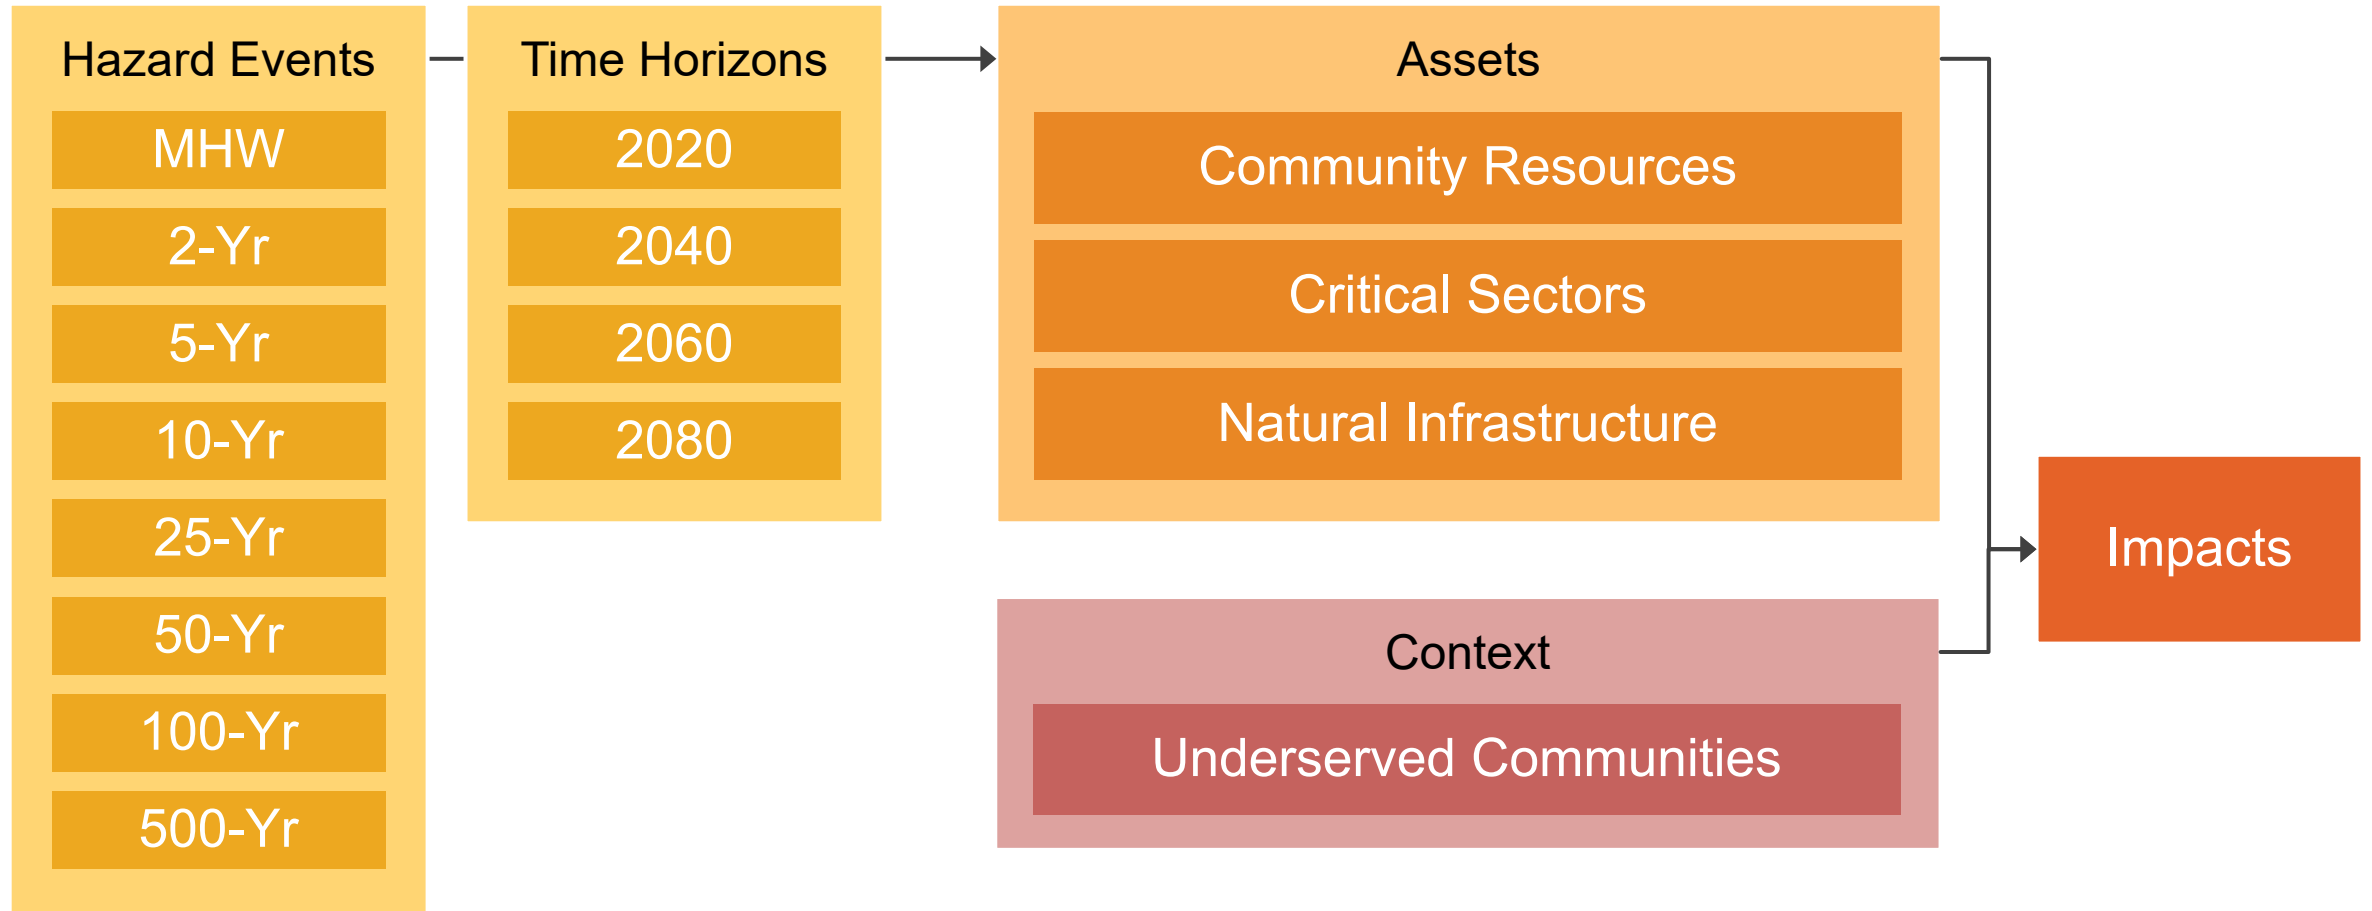 Hazard Events
MHW
2-Yr
5-Yr
10-Yr
25-Yr
50-Yr
100-Yr
500-Yr
Time Horizons
2020
2040
2060
2080
Assets
Community Resources
Critical Sectors
Natural Infrastructure
Context
Underserved Communities
Impacts